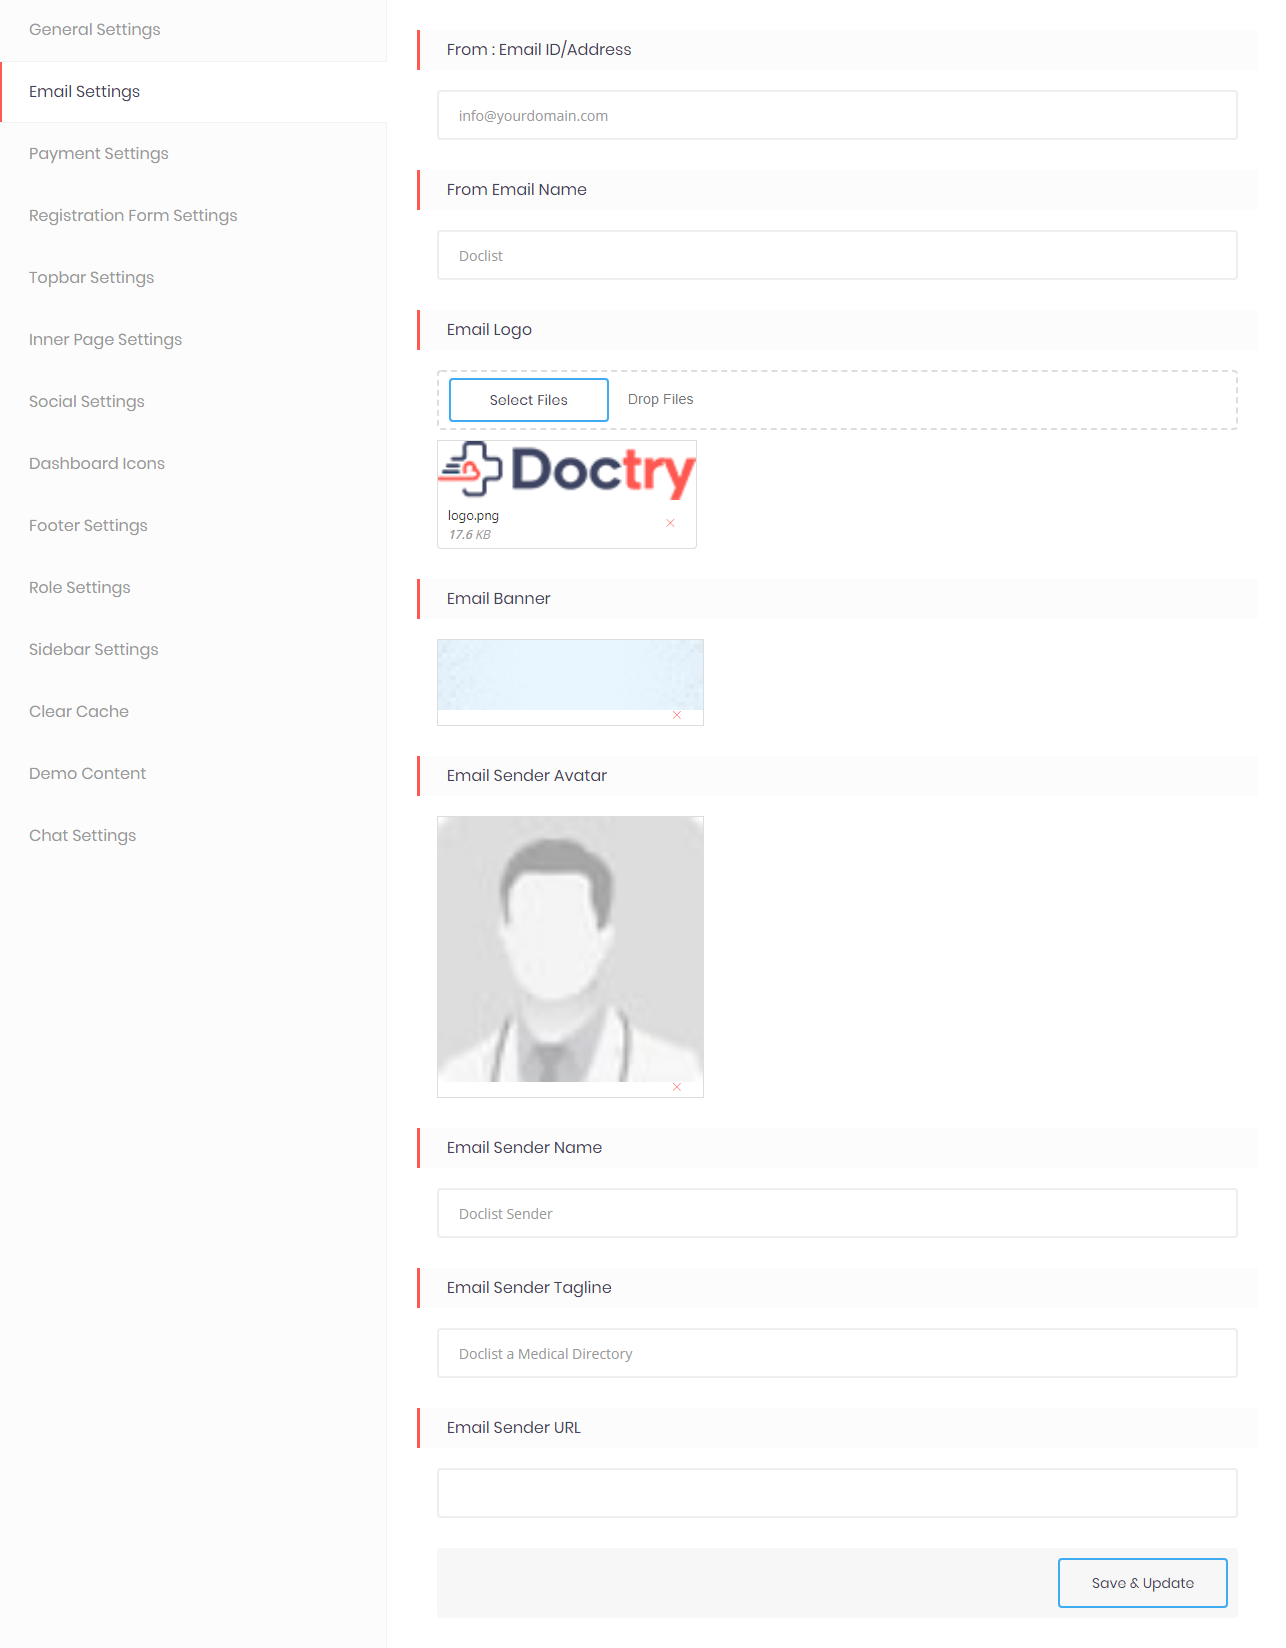 General Settings
Email Settings
Payment Settings
Registration Form Settings
Topbar Settings
Inner Page Settings
Social Settings
Dashboard Icons
Footer Settings
Role Settings
Sidebar Settings
Clear Cache
Demo Content
Chat Settings
From : Email ID/Address
info@yourdomain.com
From Email Name
Doclist
Email Logo
Select Files Drop Files
Doctry
logo.png
17.6 KB
Email Banner
Email Sender Avatar
Email Sender Name
Doclist Sender
Email Sender Tagline
Doclist a Medical Directory
Email Sender URL
Save & Update